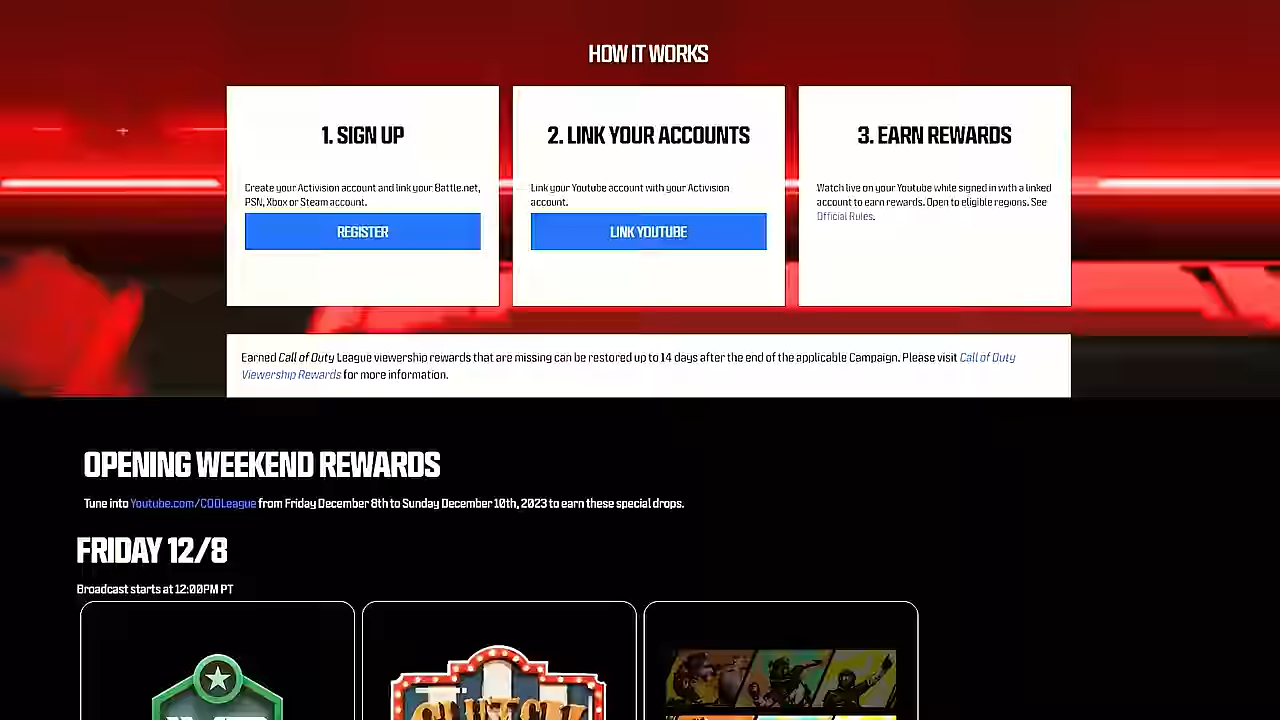 HOW IT WORKS
1. SIGN UP
Create your Activision account and link your Battle.net,
PSN, Xbox or Steam account.
REGISTER
2. LINK YOUR ACCOUNTS
Link your Youtube account with your Activision
account.
LINK YOUTUBE
3. EARN REWARDS
Watch live on your Youtube while signed in with a linked
account to earn rewards. Open to eligible regions. See
Official Rules.
Earned Call of Duty League viewership rewards that are missing can be restored up to 14 days after the end of the applicable Campaign. Please visit Call of Duty
Viewership Rewards for more information.
OPENING WEEKEND REWARDS
Tune into Youtube.com/CODLeague from Friday December 8th to Sunday December 10th, 2023 to earn these special drops.
FRIDAY 12/8
Broadcast starts at 12:00PM PT